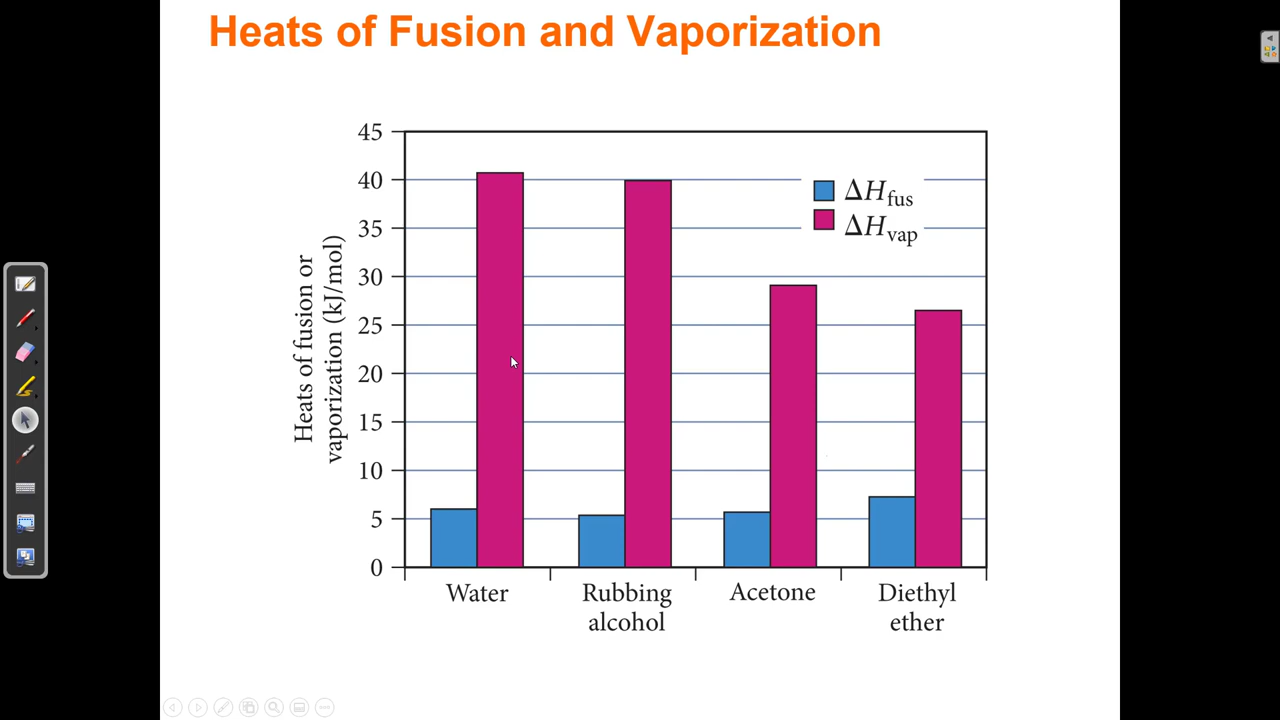 Heats of Fusion and Vaporization
Heats of fusion or
vaporization (kJ/mol)
45
40
35
30
25
20
15
10
5
0
ΔHfus
ΔHvap
Water
Rubbing
alcohol
Acetone
Diethyl
ether